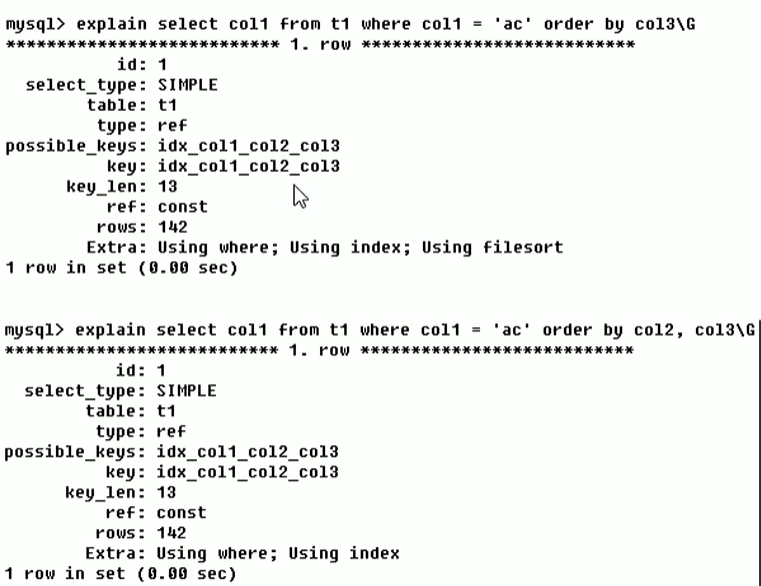 mysql> explain select col1 from t1 where col1 = 'ac' order by col3\G
*************************** 1. row ***************************
id: 1
select_type: SIMPLE
table: t1
type: ref
possible_keys: idx_col1_col2_col3
key: idx_col1_col2_col3
key_len: 13
ref: const
rows: 142
Extra: Using where; Using index; Using filesort
1 row in set (0.00 sec)
mysql> explain select col1 from t1 where col1 = 'ac' order by col2, col3\G
*************************** 1. row ***************************
id: 1
select_type: SIMPLE
table: t1
type: ref
possible_keys: idx_col1_col2_col3
key: idx_col1_col2_col3
key_len: 13
ref: const
rows: 142
Extra: Using where; Using index
1 row in set (0.00 sec)